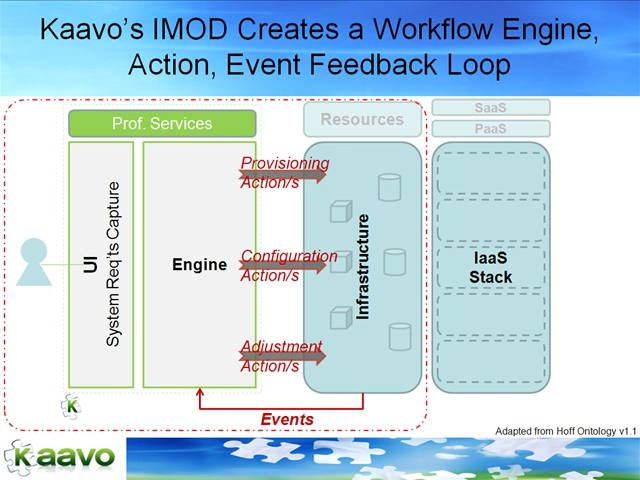 Kaavo's IMOD Creates a Workflow Engine,
Action, Event Feedback Loop
Prof. Services
Resources
SaaS
PaaS
UI
System Req'ts Capture
Engine
Provisioning
Action/s
Configuration
Action/s
Adjustment
Action/s
Infrastructure
IaaS
Stack
Events
K
Adapted from Hoff Ontology v1.1
Kaavo